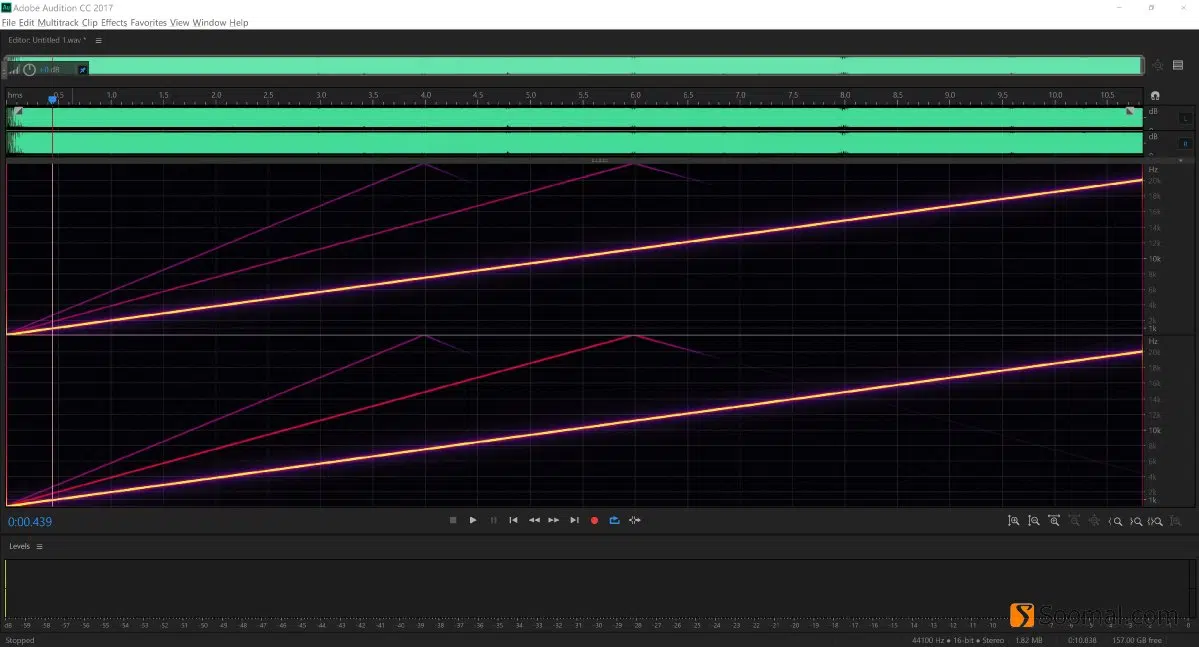 Adobe Audition CC 2017
File Edit Multitrack Clip Effects Favorites View Window Help
Editor: Untitled 1.wav *
+0 dB
hms 0.5 1.0 1.5 2.0 2.5 3.0 3.5 4.0 4.5 5.0 5.5 6.0 6.5 7.0 7.5 8.0 8.5 9.0 9.5 10.0 10.5
dB
L
dB
R
Hz
20k
18k
16k
14k
12k
10k
8k
6k
4k
2k
1k
Hz
20k
18k
16k
14k
12k
10k
8k
6k
4k
2k
1k
0:00.439
Levels
Soomal.com
dB -59 -58 -57 -56 -55 -54 -53 -52 -51 -50 -49 -48 -47 -46 -45 -44 -43 -42 -41 -40 -39 -38 -37 -36 -35 -34 -33 -32 -31 -30 -29 -28 -27 -26 -25 -24 -23 -22 -21 -20 -19 -18 -17 -16 -15 -14 -13 -12 -11 -10 -9 -8 -7 -6 -5 -4 -3 -2 -1 0
Stopped 44100 Hz ● 16-bit ● Stereo 1.82 MB 0:10.838 157.00 GB free